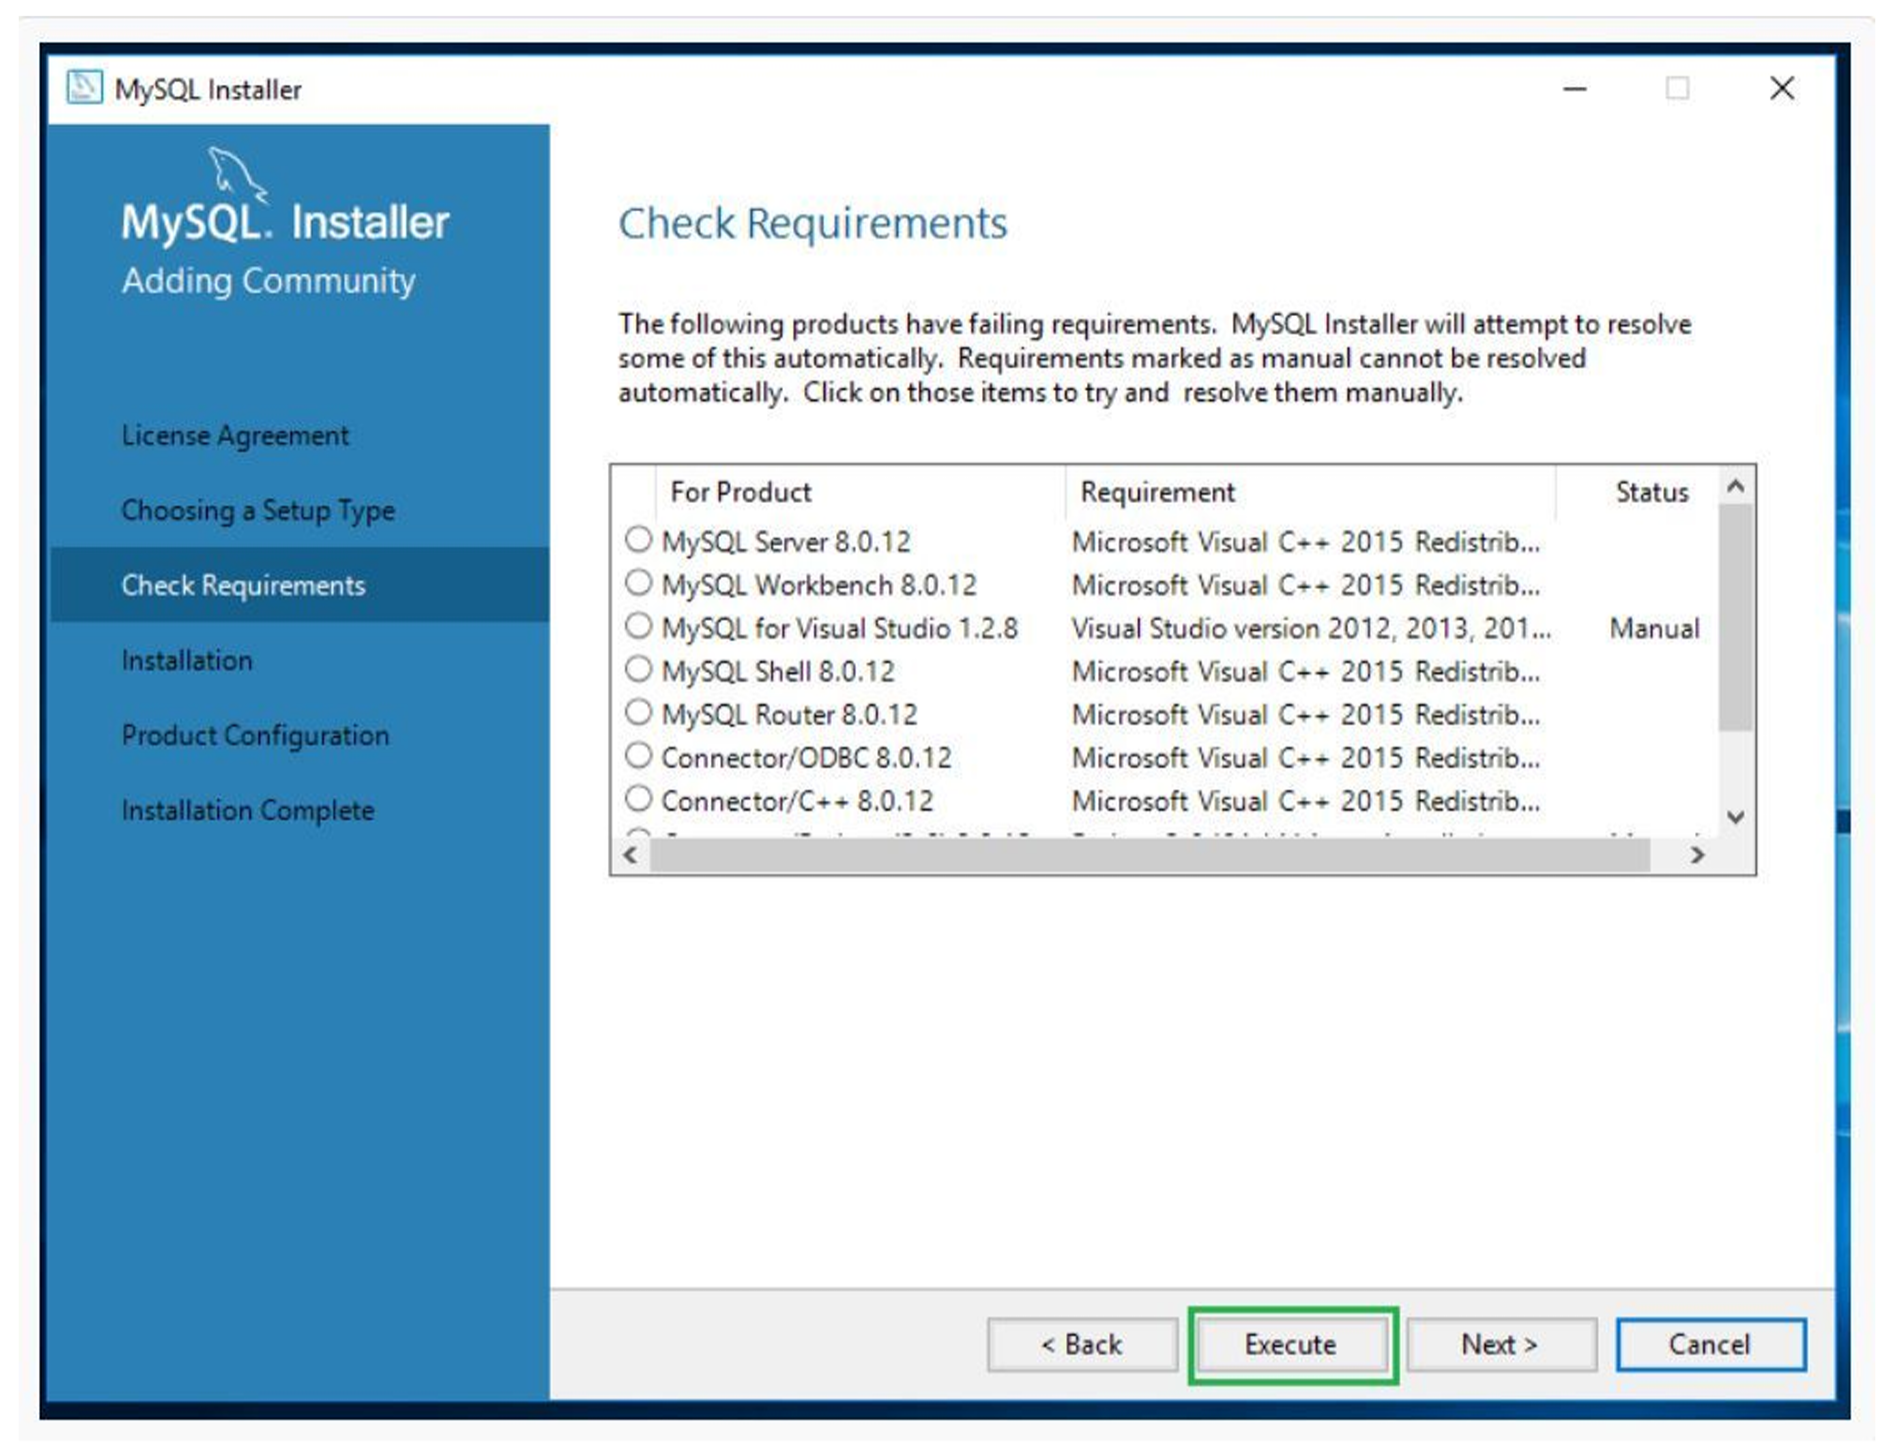 MySQL Installer
MySQL. Installer
Adding Community
License Agreement
Choosing a Setup Type
Check Requirements
Installation
Product Configuration
Installation Complete
Check Requirements
The following products have failing requirements. MySQL Installer will attempt to resolve
some of this automatically. Requirements marked as manual cannot be resolved
automatically. Click on those items to try and resolve them manually.
For Product Requirement Status
MySQL Server 8.0.12 Microsoft Visual C++ 2015 Redistrib...
MySQL Workbench 8.0.12 Microsoft Visual C++ 2015 Redistrib...
MySQL for Visual Studio 1.2.8 Visual Studio version 2012, 2013, 201... Manual
MySQL Shell 8.0.12 Microsoft Visual C++ 2015 Redistrib...
MySQL Router 8.0.12 Microsoft Visual C++ 2015 Redistrib...
Connector/ODBC 8.0.12 Microsoft Visual C++ 2015 Redistrib...
Connector/C++ 8.0.12 Microsoft Visual C++ 2015 Redistrib...
< Back Execute Next > Cancel